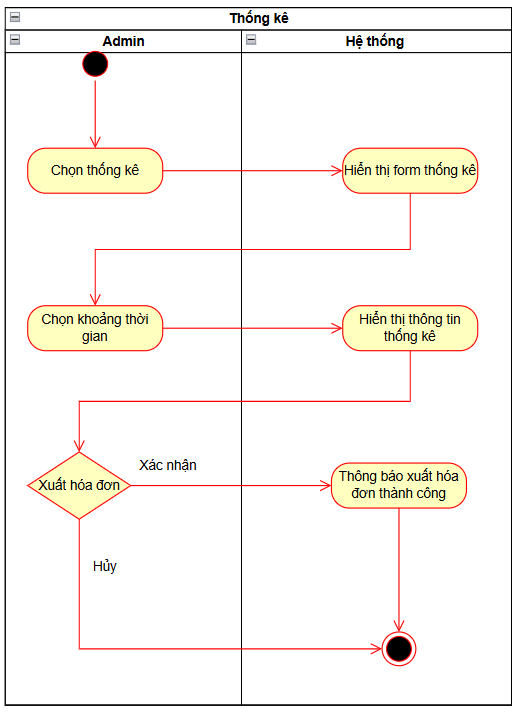 Thống kê
Admin
Hệ thống
Chọn thống kê
Hiển thị form thống kê
Chọn khoảng thời
gian
Hiển thị thông tin
thống kê
Xuất hóa đơn
Xác nhận
Thông báo xuất hóa
đơn thành công
Hủy